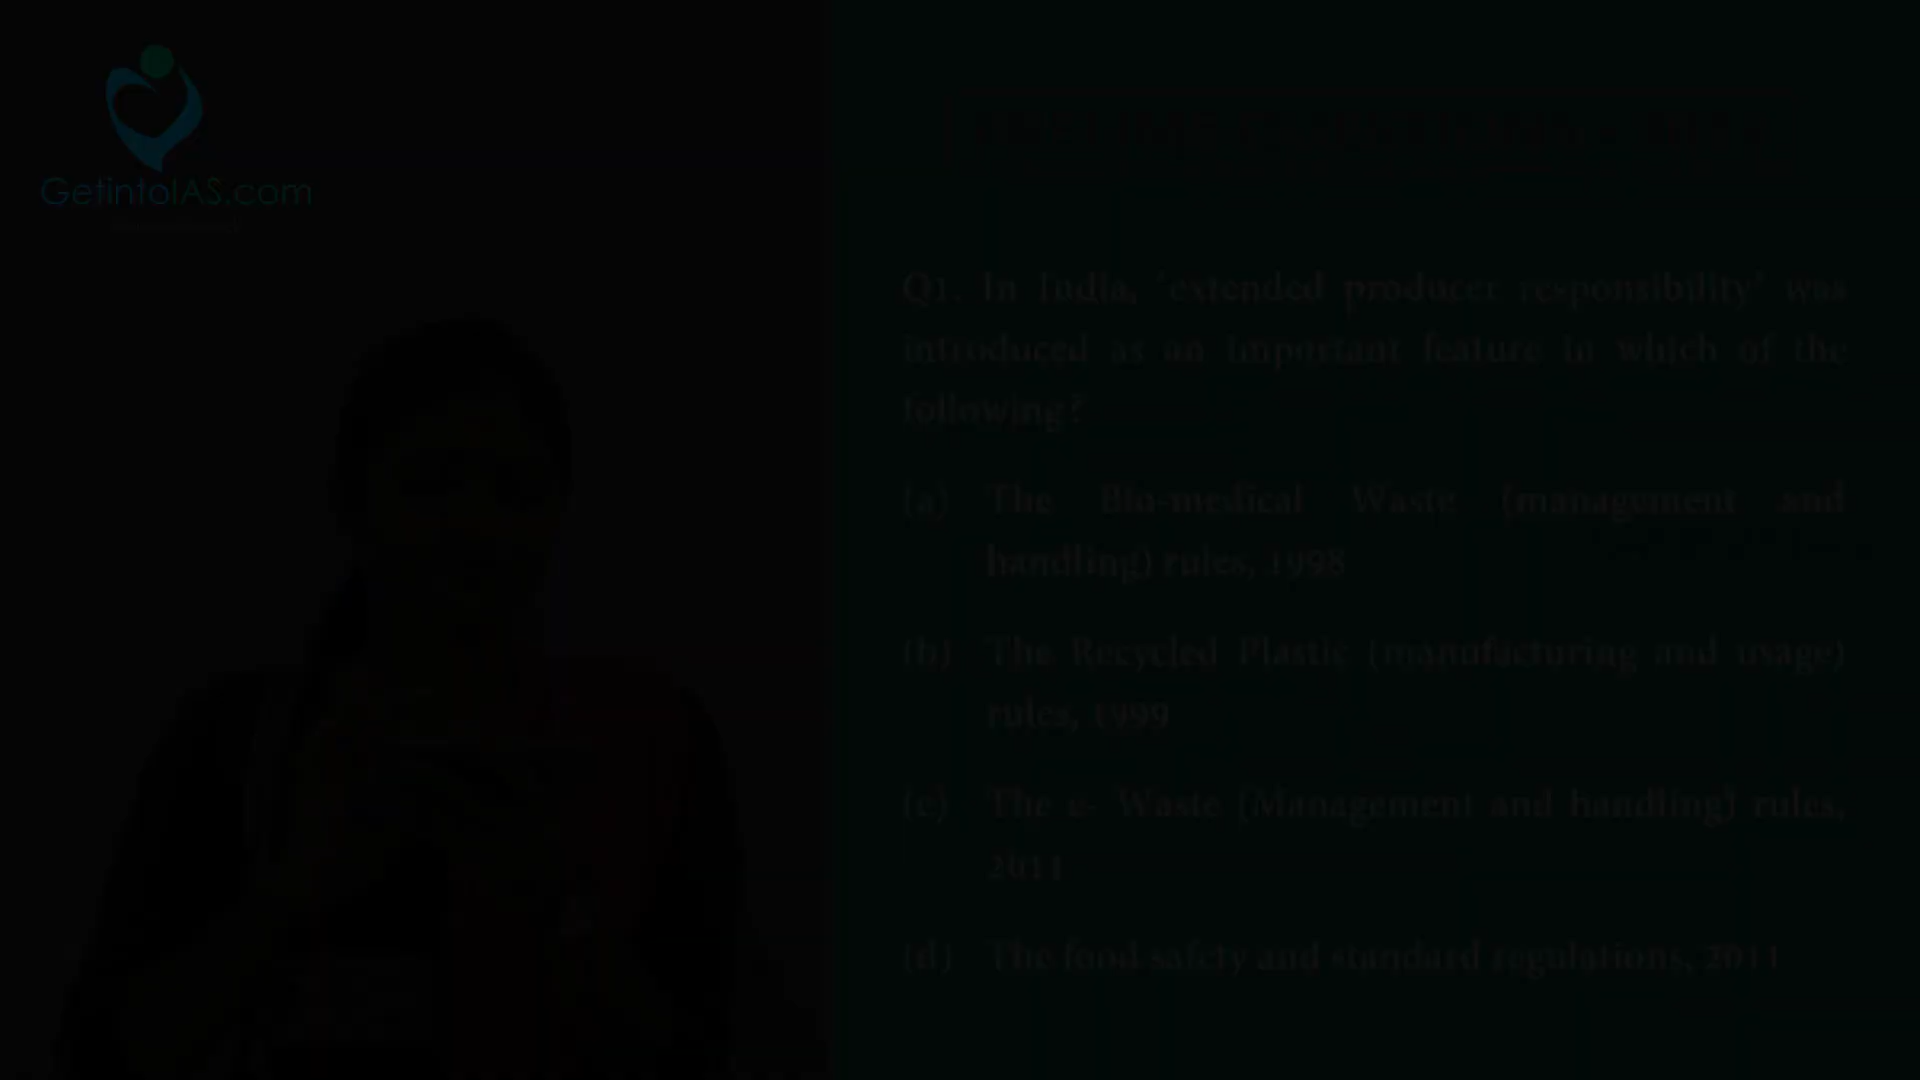 GetintoIAS.com
Q1. In India, ‘extended producer responsibility’ was
introduced as an important feature in which of the
following?
(a) The Bio-medical Waste (management and
handling) rules, 1998
(b) The Recycled Plastic (manufacturing and usage)
rules, 1999
(c) The e- Waste (Management and handling) rules,
2011
(d) The food safety and standard regulations, 2011